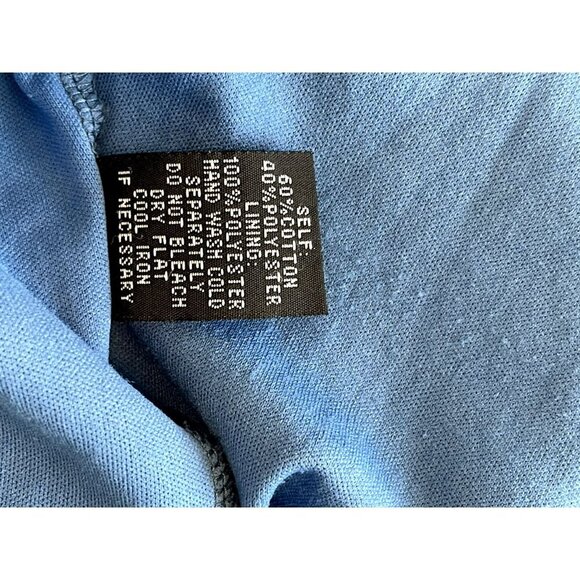 SELF:
60%COTTON
40%POLYESTER
LINING:
100%POLYESTER
HAND WASH COLD
SEPARATELY
DO NOT BLEACH
DRY FLAT
COOL IRON
IF NECESSARY